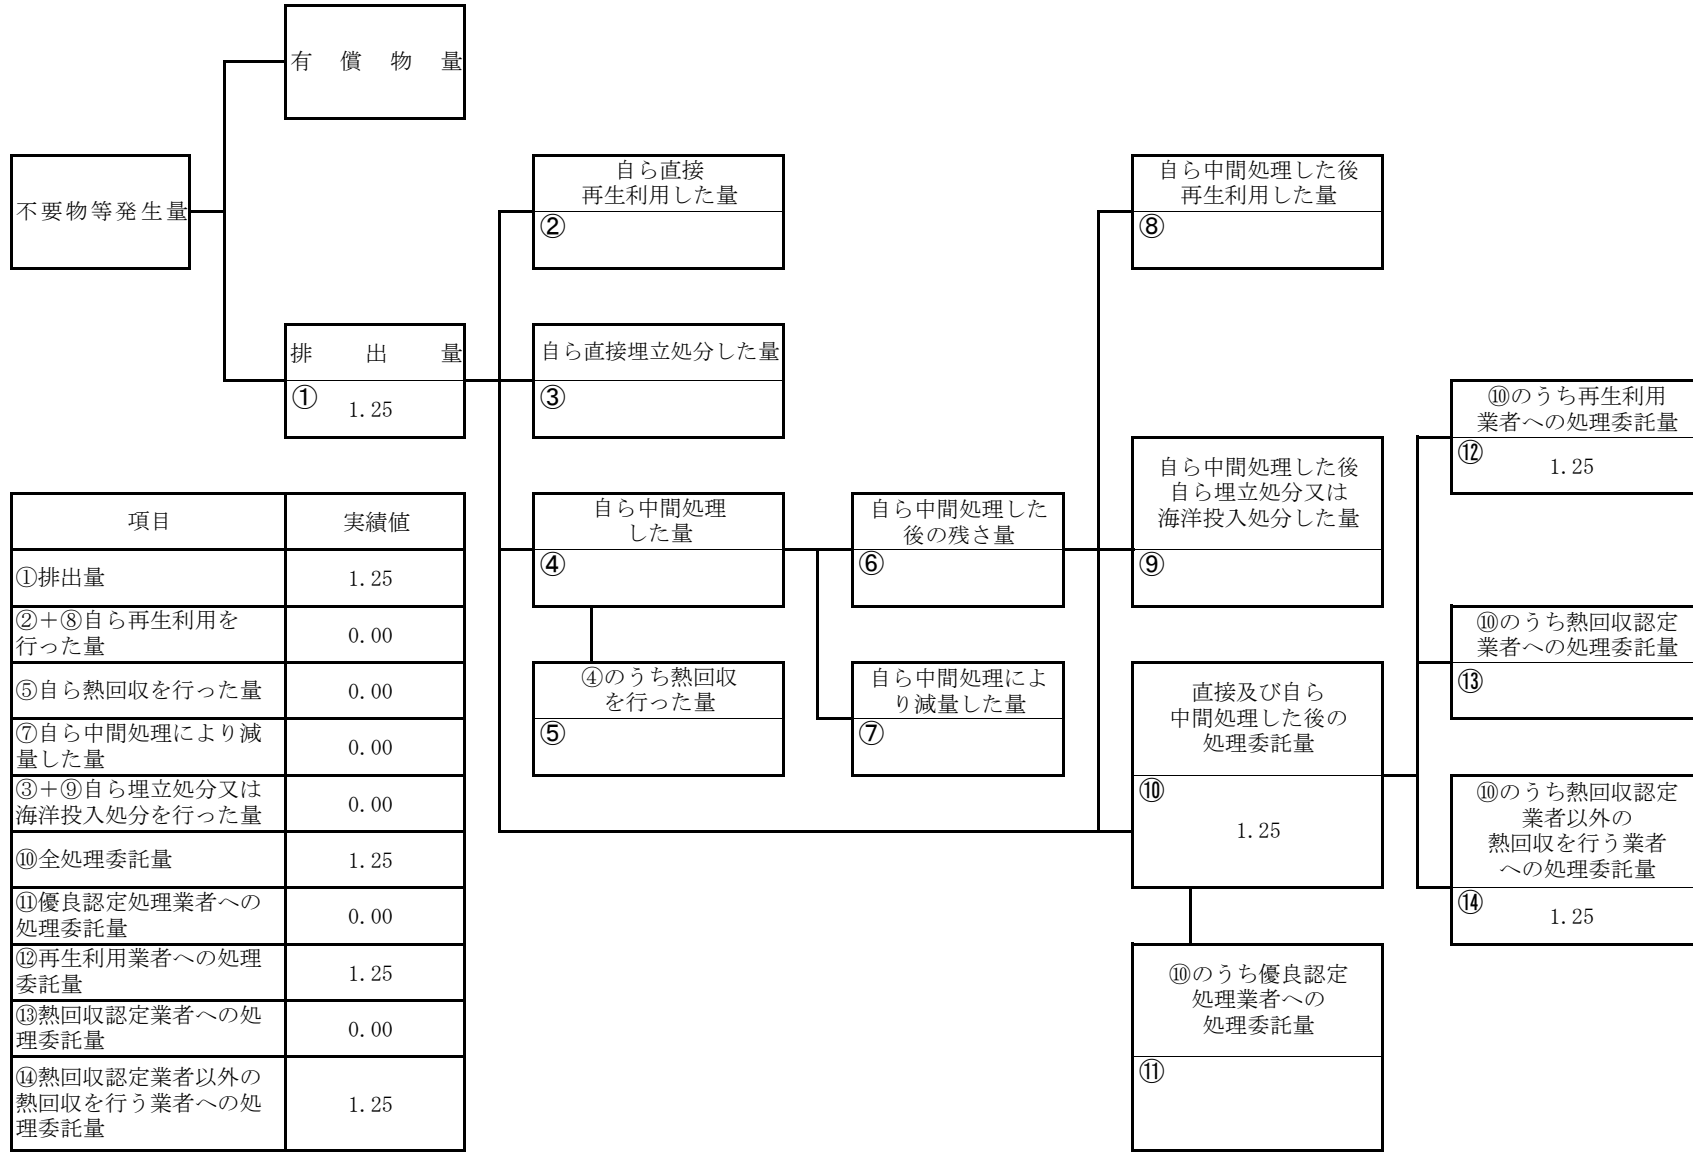 有償物量
不要物等発生量
自ら直接
再生利用した量
②
自ら中間処理した後
再生利用した量
⑧
排出量
① 1.25
自ら直接埋立処分した量
③
⑩のうち再生利用
業者への処理委託量
⑫ 1.25
自ら中間処理した後
自ら埋立処分又は
海洋投入処分した量
⑨
自ら中間処理
した量
④
自ら中間処理した
後の残さ量
⑥
⑩のうち熱回収認定
業者への処理委託量
⑬
④のうち熱回収
を行った量
⑤
自ら中間処理によ
り減量した量
⑦
直接及び自ら
中間処理した後の
処理委託量
⑩
1.25
⑩のうち熱回収認定
業者以外の
熱回収を行う業者
への処理委託量
⑭ 1.25
⑩のうち優良認定
処理業者への
処理委託量
⑪
項目 実績値
①排出量 1.25
②+⑧自ら再生利用を
行った量 0.00
⑤自ら熱回収を行った量 0.00
⑦自ら中間処理により減
量した量 0.00
③+⑨自ら埋立処分又は
海洋投入処分を行った量 0.00
⑩全処理委託量 1.25
⑪優良認定処理業者への
処理委託量 0.00
⑫再生利用業者への処理
委託量 1.25
⑬熱回収認定業者への処
理委託量 0.00
⑭熱回収認定業者以外の
熱回収を行う業者への処
理委託量 1.25